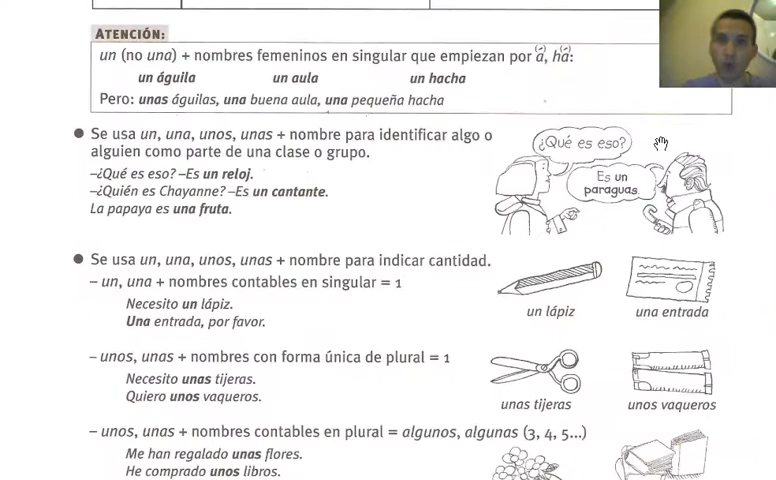 ATENCIÓN:
un (no una) + nombres femeninos en singular que empiezan por a(´), ha(´):
un águila un aula un hacha
Pero: unas águilas, una buena aula, una pequeña hacha
● Se usa un, una, unos, unas + nombre para identificar algo o
alguien como parte de una clase o grupo.
–¿Qué es eso? –Es un reloj.
–¿Quién es Chayanne? –Es un cantante.
La papaya es una fruta.
¿Qué es eso?
Es un
paraguas.
● Se usa un, una, unos, unas + nombre para indicar cantidad.
– un, una + nombres contables en singular = 1
Necesito un lápiz.
Una entrada, por favor.
un lápiz
una entrada
– unos, unas + nombres con forma única de plural = 1
Necesito unas tijeras.
Quiero unos vaqueros.
unas tijeras
unos vaqueros
– unos, unas + nombres contables en plural = algunos, algunas (3, 4, 5...)
Me han regalado unas flores.
He comprado unos libros.